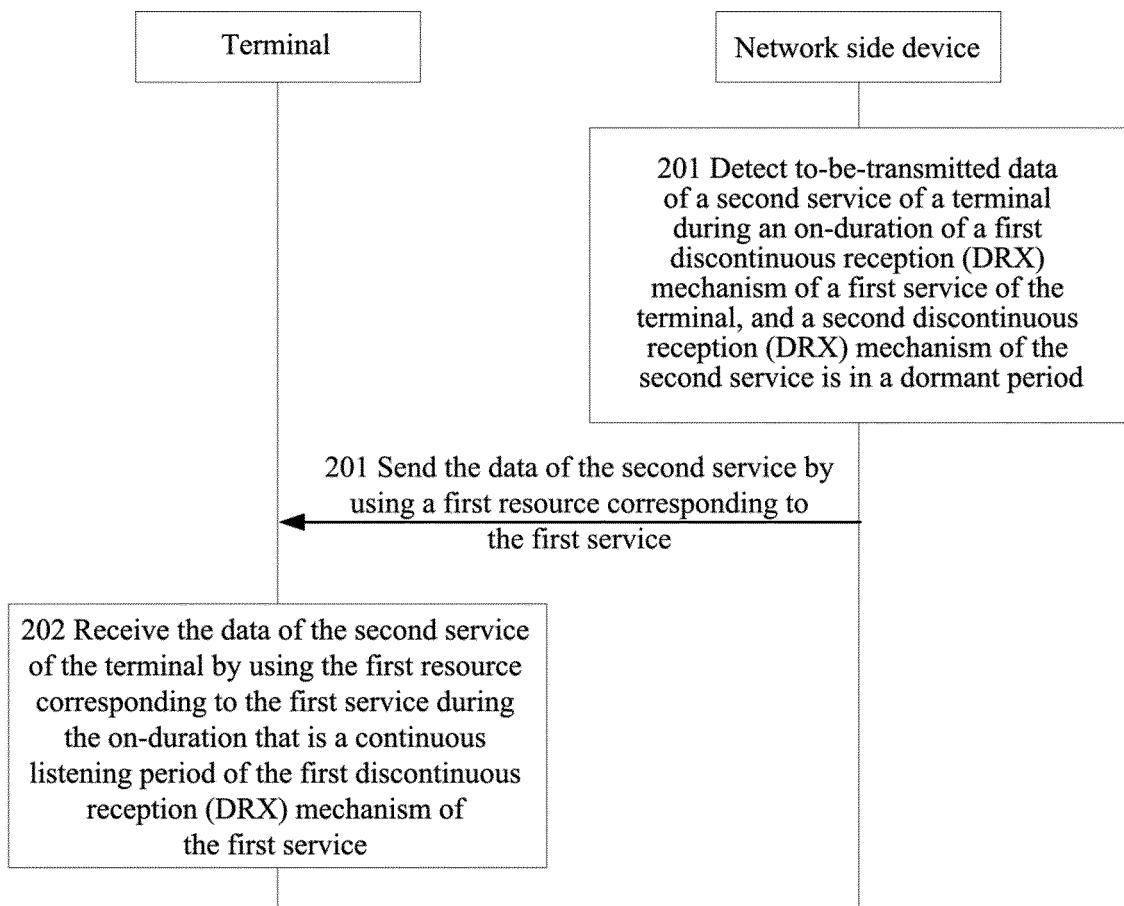 Terminal
Network side device
201 Detect to-be-transmitted data
of a second service of a terminal
during an on-duration of a first
discontinuous reception (DRX)
mechanism of a first service of the
terminal, and a second discontinuous
reception (DRX) mechanism of the
second service is in a dormant period
201 Send the data of the second service by
using a first resource corresponding to
the first service
202 Receive the data of the second service
of the terminal by using the first resource
corresponding to the first service during
the on-duration that is a continuous
listening period of the first discontinuous
reception (DRX) mechanism of
the first service